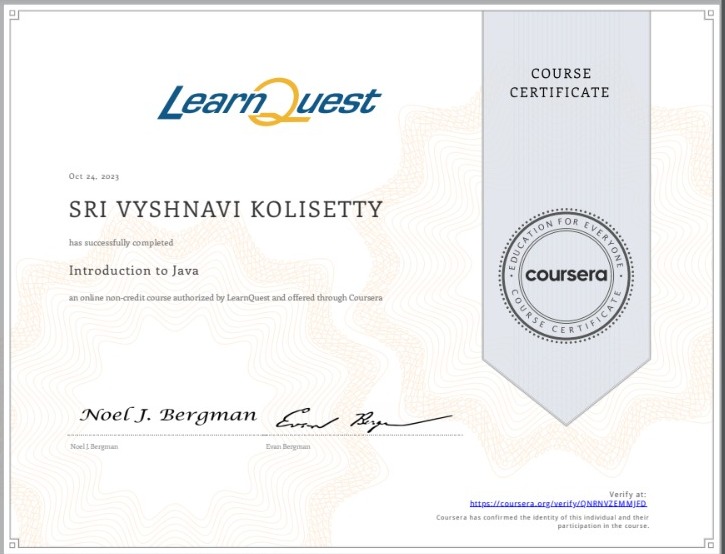 LearnQuest
COURSE
CERTIFICATE
Oct 24, 2023
SRI VYSHNAVI KOLISETTY
has successfully completed
Introduction to Java
an online non-credit course authorized by LearnQuest and offered through Coursera
EDUCATION FOR EVERYONE
coursera
COURSE CERTIFICATE
Noel J. Bergman
Evan Berg
Noel J. Bergman
Evan Bergman
Verify at:
https://coursera.org/verify/QNRNVZEMMJFD
Coursera has confirmed the identity of this individual and their
participation in the course.